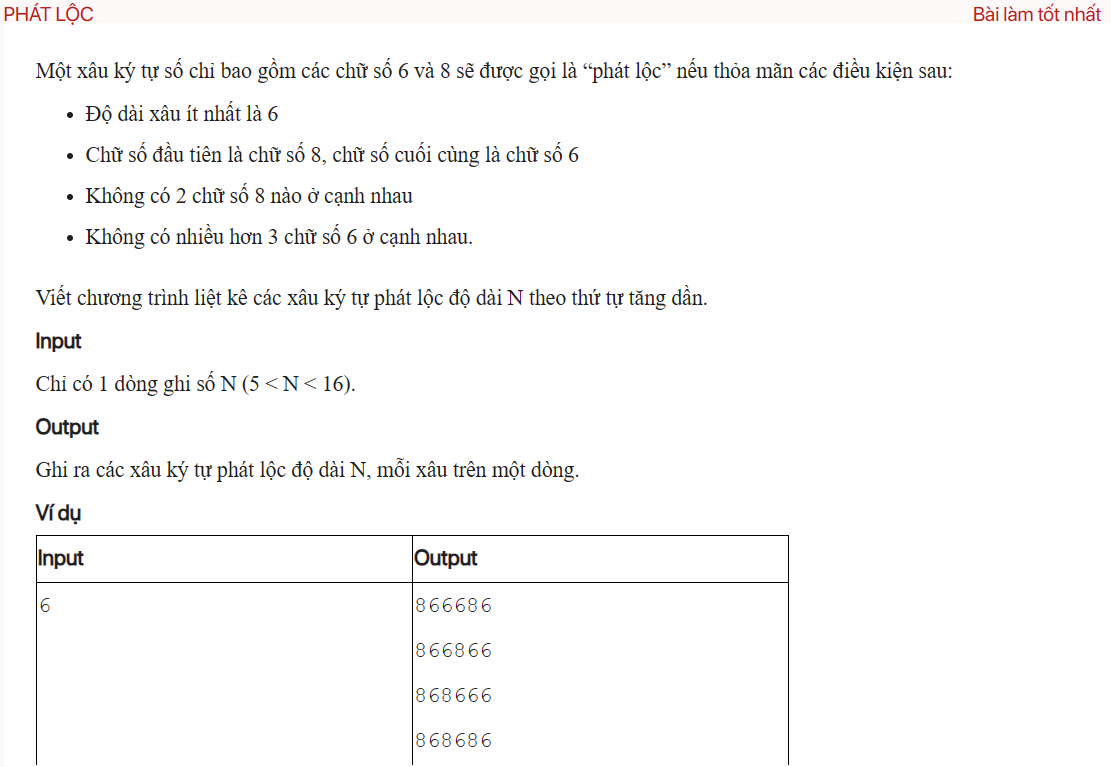 PHÁT LỘC
Bài làm tốt nhất
Một xâu ký tự số chỉ bao gồm các chữ số 6 và 8 sẽ được gọi là “phát lộc” nếu thỏa mãn các điều kiện sau:
• Độ dài xâu ít nhất là 6
• Chữ số đầu tiên là chữ số 8, chữ số cuối cùng là chữ số 6
• Không có 2 chữ số 8 nào ở cạnh nhau
• Không có nhiều hơn 3 chữ số 6 ở cạnh nhau.
Viết chương trình liệt kê các xâu ký tự phát lộc độ dài N theo thứ tự tăng dần.
Input
Chỉ có 1 dòng ghi số N (5 < N < 16).
Output
Ghi ra các xâu ký tự phát lộc độ dài N, mỗi xâu trên một dòng.
Ví dụ
Input Output
6 866686
866866
868666
868686